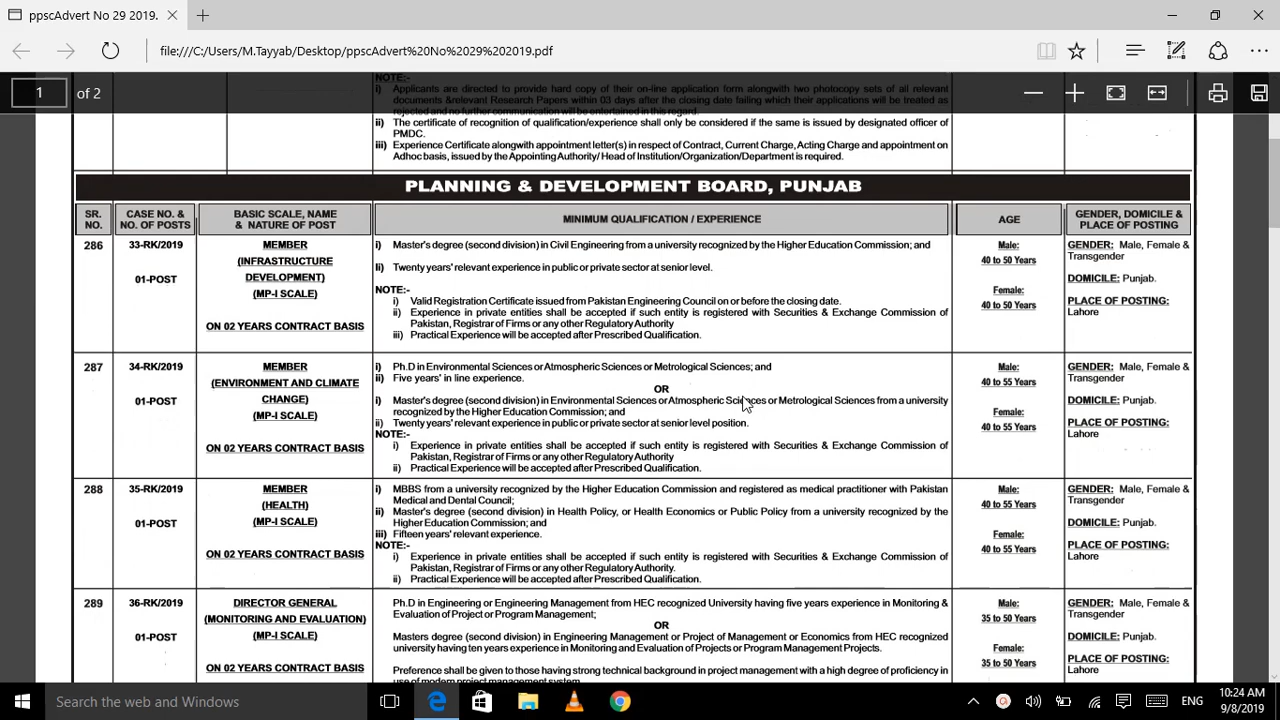 ppscAdvert No 29 2019.
file:///C:/Users/M.Tayyab/Desktop/ppscAdvert%20No%2029%202019.pdf
1 of 2
NOTE:-
i) Applicants are directed to provide hard copy of their on-line application form alongwith two photocopy sets of all relevant
documents &relevant Research Papers within 03 days after the closing date failing which their applications will be treated as
rejected and no further communication will be entertained in this regard.
ii) The certificate of recognition of qualification/experience shall only be considered if the same is issued by designated officer of
PMDC.
iii) Experience Certificate alongwith appointment letter(s) in respect of Contract, Current Charge, Acting Charge and appointment on
Adhoc basis, issued by the Appointing Authority/ Head of Institution/Organization/Department is required.
PLANNING & DEVELOPMENT BOARD, PUNJAB
SR. NO.
CASE NO. & NO. OF POSTS
BASIC SCALE, NAME & NATURE OF POST
MINIMUM QUALIFICATION / EXPERIENCE
AGE
GENDER, DOMICILE & PLACE OF POSTING
286
33-RK/2019
01-POST
MEMBER
(INFRASTRUCTURE
DEVELOPMENT)
(MP-I SCALE)
ON 02 YEARS CONTRACT BASIS
i) Master's degree (second division) in Civil Engineering from a university recognized by the Higher Education Commission; and
Ii) Twenty years' relevant experience in public or private sector at senior level.
NOTE:-
i) Valid Registration Certificate issued from Pakistan Engineering Council on or before the closing date.
ii) Experience in private entities shall be accepted if such entity is registered with Securities & Exchange Commission of
Pakistan, Registrar of Firms or any other Regulatory Authority
iii) Practical Experience will be accepted after Prescribed Qualification.
Male:
40 to 50 Years
Female:
40 to 50 Years
GENDER: Male, Female &
Transgender
DOMICILE: Punjab.
PLACE OF POSTING:
Lahore
287
34-RK/2019
01-POST
MEMBER
(ENVIRONMENT AND CLIMATE
CHANGE)
(MP-I SCALE)
ON 02 YEARS CONTRACT BASIS
i) Ph.D in Environmental Sciences or Atmospheric Sciences or Metrological Sciences; and
ii) Five years' in line experience.
OR
i) Master's degree (second division) in Environmental Sciences or Atmospheric Sciences or Metrological Sciences from a university
recognized by the Higher Education Commission; and
ii) Twenty years' relevant experience in public or private sector at senior level position.
NOTE:-
i) Experience in private entities shall be accepted if such entity is registered with Securities & Exchange Commission of
Pakistan, Registrar of Firms or any other Regulatory Authority
ii) Practical Experience will be accepted after Prescribed Qualification.
Male:
40 to 55 Years
Female:
40 to 55 Years
GENDER: Male, Female &
Transgender
DOMICILE: Punjab.
PLACE OF POSTING:
Lahore
288
35-RK/2019
01-POST
MEMBER
(HEALTH)
(MP-I SCALE)
ON 02 YEARS CONTRACT BASIS
i) MBBS from a university recognized by the Higher Education Commission and registered as medical practitioner with Pakistan
Medical and Dental Council;
ii) Master's degree (second division) in Health Policy, or Health Economics or Public Policy from a university recognized by the
Higher Education Commission; and
iii) Fifteen years' relevant experience.
NOTE:-
i) Experience in private entities shall be accepted if such entity is registered with Securities & Exchange Commission of
Pakistan, Registrar of Firms or any other Regulatory Authority.
ii) Practical Experience will be accepted after Prescribed Qualification.
Male:
40 to 55 Years
Female:
40 to 55 Years
GENDER: Male, Female &
Transgender
DOMICILE: Punjab.
PLACE OF POSTING:
Lahore
289
36-RK/2019
01-POST
DIRECTOR GENERAL
(MONITORING AND EVALUATION)
(MP-I SCALE)
ON 02 YEARS CONTRACT BASIS
Ph.D in Engineering or Engineering Management from HEC recognized University having five years experience in Monitoring &
Evaluation of Project or Program Management;
OR
Masters degree (second division) in Engineering Management or Project of Management or Economics from HEC recognized
university having ten years experience in Monitoring and Evaluation of Projects or Program Management Projects.
Preference shall be given to those having strong technical background in project management with a high degree of proficiency in
use of modern project management system
Male:
35 to 50 Years
Female:
35 to 50 Years
GENDER: Male, Female &
Transgender
DOMICILE: Punjab.
PLACE OF POSTING:
Lahore
Search the web and Windows
ENG
10:24 AM
9/8/2019